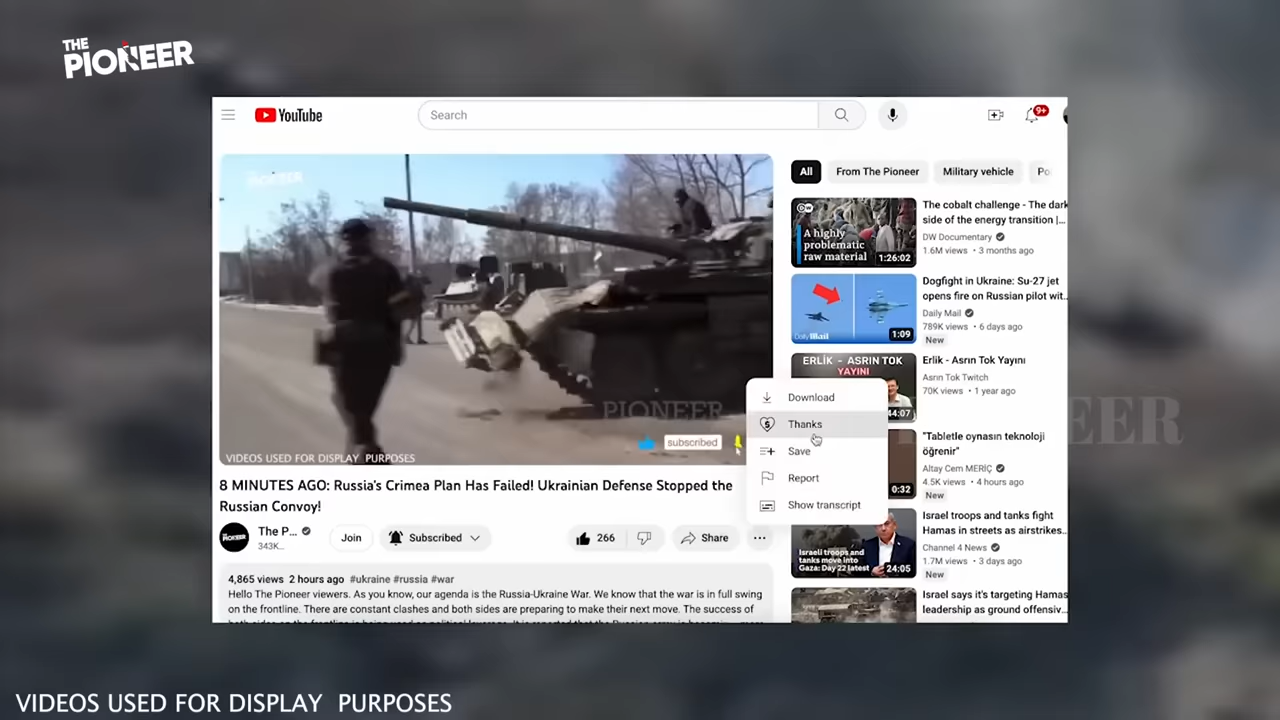 THE
PIONEER
YouTube
Search
9+
PIONEER
subscribed
VIDEOS USED FOR DISPLAY PURPOSES
8 MINUTES AGO: Russia's Crimea Plan Has Failed! Ukrainian Defense Stopped the
Russian Convoy!
The P...
343K...
Join
Subscribed
266
Share
4,865 views 2 hours ago #ukraine #russia #war
Hello The Pioneer viewers. As you know, our agenda is the Russia-Ukraine War. We know that the war is in full swing
on the frontline. There are constant clashes and both sides are preparing to make their next move. The success of
Download
Thanks
Save
Report
Show transcript
All
From The Pioneer
Military vehicle
Po
DW
A highly
problematic
raw material
1:26:02
The cobalt challenge - The dark
side of the energy transition |...
DW Documentary
1.6M views • 3 months ago
Daily Mail
1:09
Dogfight in Ukraine: Su-27 jet
opens fire on Russian pilot wit...
Daily Mail
789K views • 6 days ago
New
ERLİK - ASRIN TOK
YAYINI
44:07
Erlik - Asrın Tok Yayını
Asrın Tok Twitch
70K views • 1 year ago
0:32
"Tabletle oynasın teknoloji
öğrenir"
Altay Cem MERİÇ
4.5K views • 4 hours ago
New
Israeli troops and
tanks move into
Gaza: Day 22 latest
24:05
Israel troops and tanks fight
Hamas in streets as airstrikes...
Channel 4 News
1.7M views • 3 days ago
New
Israel says it's targeting Hamas
leadership as ground offensiv...
EER
VIDEOS USED FOR DISPLAY PURPOSES